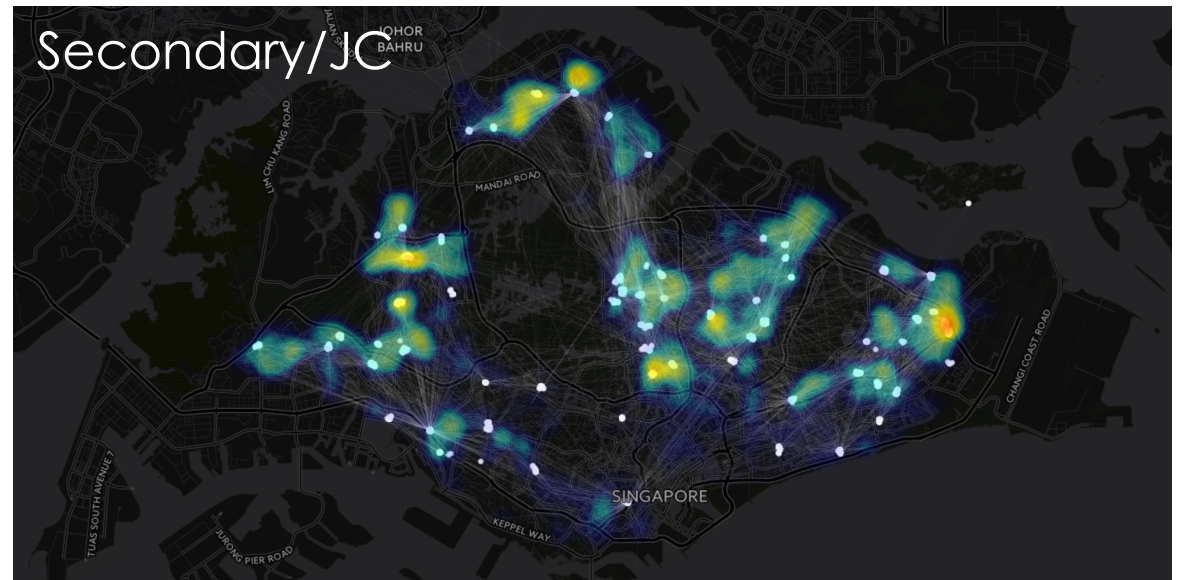 Secondary/JC
JALAN
JOHOR
BAHRU
LIM CHU KANG ROAD
MANDAI ROAD
CHANGI COAST ROAD
SINGAPORE
KEPPEL WAY
TUAS SOUTH AVENUE 7
JURONG PIER ROAD